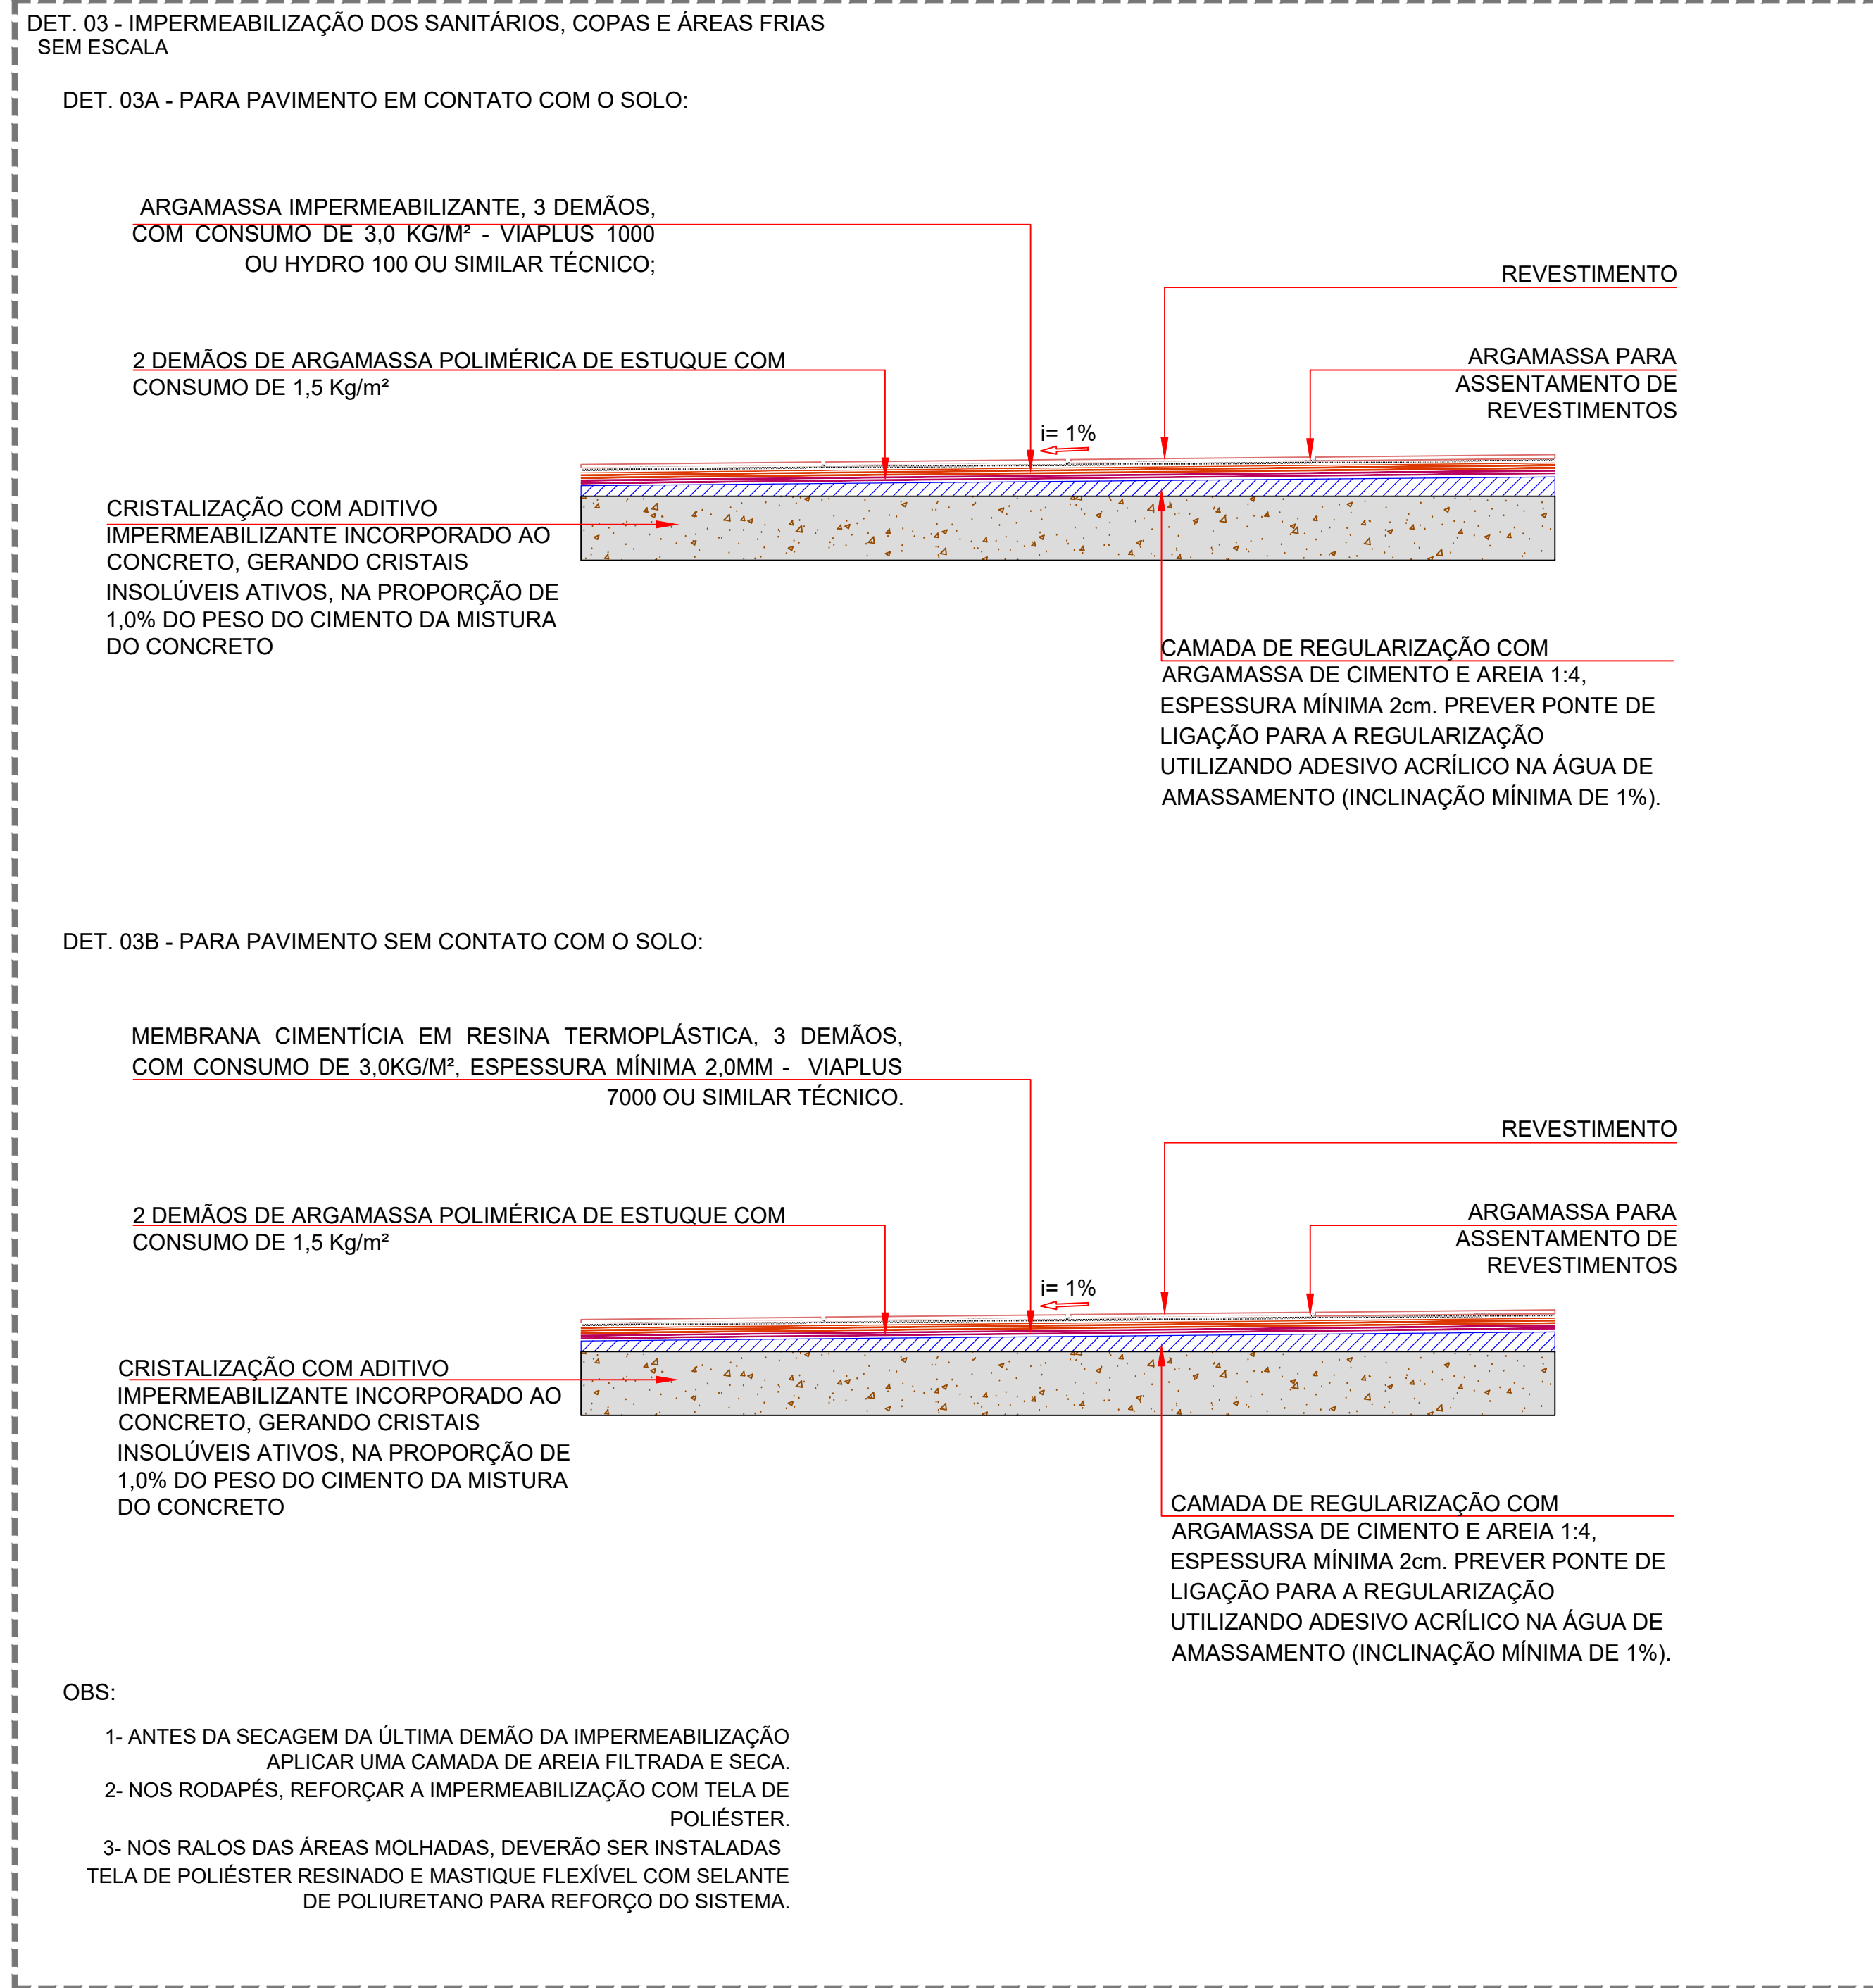 DET. 03 - IMPERMEABILIZAÇÃO DOS SANITÁRIOS, COPAS E ÁREAS FRIAS
SEM ESCALA
DET. 03A - PARA PAVIMENTO EM CONTATO COM O SOLO:
ARGAMASSA IMPERMEABILIZANTE, 3 DEMÃOS,
COM CONSUMO DE 3,0 KG/M² - VIAPLUS 1000
OU HYDRO 100 OU SIMILAR TÉCNICO;
REVESTIMENTO
2 DEMÃOS DE ARGAMASSA POLIMÉRICA DE ESTUQUE COM
CONSUMO DE 1,5 Kg/m²
ARGAMASSA PARA
ASSENTAMENTO DE
REVESTIMENTOS
i= 1%
CRISTALIZAÇÃO COM ADITIVO
IMPERMEABILIZANTE INCORPORADO AO
CONCRETO, GERANDO CRISTAIS
INSOLÚVEIS ATIVOS, NA PROPORÇÃO DE
1,0% DO PESO DO CIMENTO DA MISTURA
DO CONCRETO
CAMADA DE REGULARIZAÇÃO COM
ARGAMASSA DE CIMENTO E AREIA 1:4,
ESPESSURA MÍNIMA 2cm. PREVER PONTE DE
LIGAÇÃO PARA A REGULARIZAÇÃO
UTILIZANDO ADESIVO ACRÍLICO NA ÁGUA DE
AMASSAMENTO (INCLINAÇÃO MÍNIMA DE 1%).
DET. 03B - PARA PAVIMENTO SEM CONTATO COM O SOLO:
MEMBRANA CIMENTÍCIA EM RESINA TERMOPLÁSTICA, 3 DEMÃOS,
COM CONSUMO DE 3,0KG/M², ESPESSURA MÍNIMA 2,0MM - VIAPLUS
7000 OU SIMILAR TÉCNICO.
REVESTIMENTO
2 DEMÃOS DE ARGAMASSA POLIMÉRICA DE ESTUQUE COM
CONSUMO DE 1,5 Kg/m²
ARGAMASSA PARA
ASSENTAMENTO DE
REVESTIMENTOS
i= 1%
CRISTALIZAÇÃO COM ADITIVO
IMPERMEABILIZANTE INCORPORADO AO
CONCRETO, GERANDO CRISTAIS
INSOLÚVEIS ATIVOS, NA PROPORÇÃO DE
1,0% DO PESO DO CIMENTO DA MISTURA
DO CONCRETO
CAMADA DE REGULARIZAÇÃO COM
ARGAMASSA DE CIMENTO E AREIA 1:4,
ESPESSURA MÍNIMA 2cm. PREVER PONTE DE
LIGAÇÃO PARA A REGULARIZAÇÃO
UTILIZANDO ADESIVO ACRÍLICO NA ÁGUA DE
AMASSAMENTO (INCLINAÇÃO MÍNIMA DE 1%).
OBS:
1- ANTES DA SECAGEM DA ÚLTIMA DEMÃO DA IMPERMEABILIZAÇÃO
APLICAR UMA CAMADA DE AREIA FILTRADA E SECA.
2- NOS RODAPÉS, REFORÇAR A IMPERMEABILIZAÇÃO COM TELA DE
POLIÉSTER.
3- NOS RALOS DAS ÁREAS MOLHADAS, DEVERÃO SER INSTALADAS
TELA DE POLIÉSTER RESINADO E MASTIQUE FLEXÍVEL COM SELANTE
DE POLIURETANO PARA REFORÇO DO SISTEMA.